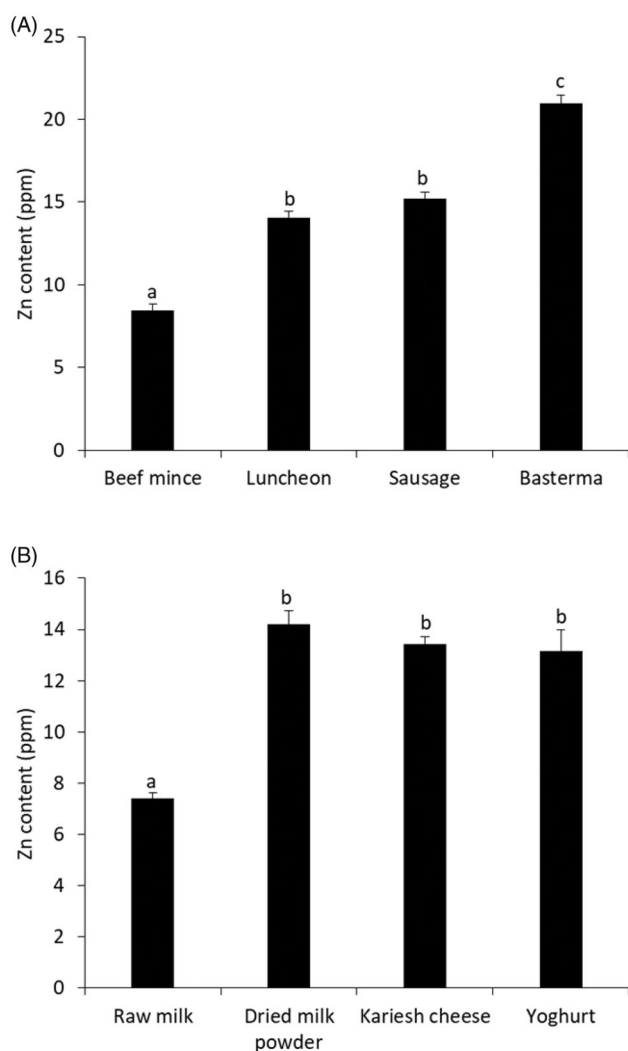 (A)
Zn content (ppm)
25
20
15
10
5
0
a
b
b
c
Beef mince Luncheon Sausage Basterma
(B)
Zn content (ppm)
16
14
12
10
8
6
4
2
0
a
b
b
b
Raw milk Dried milk Kariesh cheese Yoghurt
powder